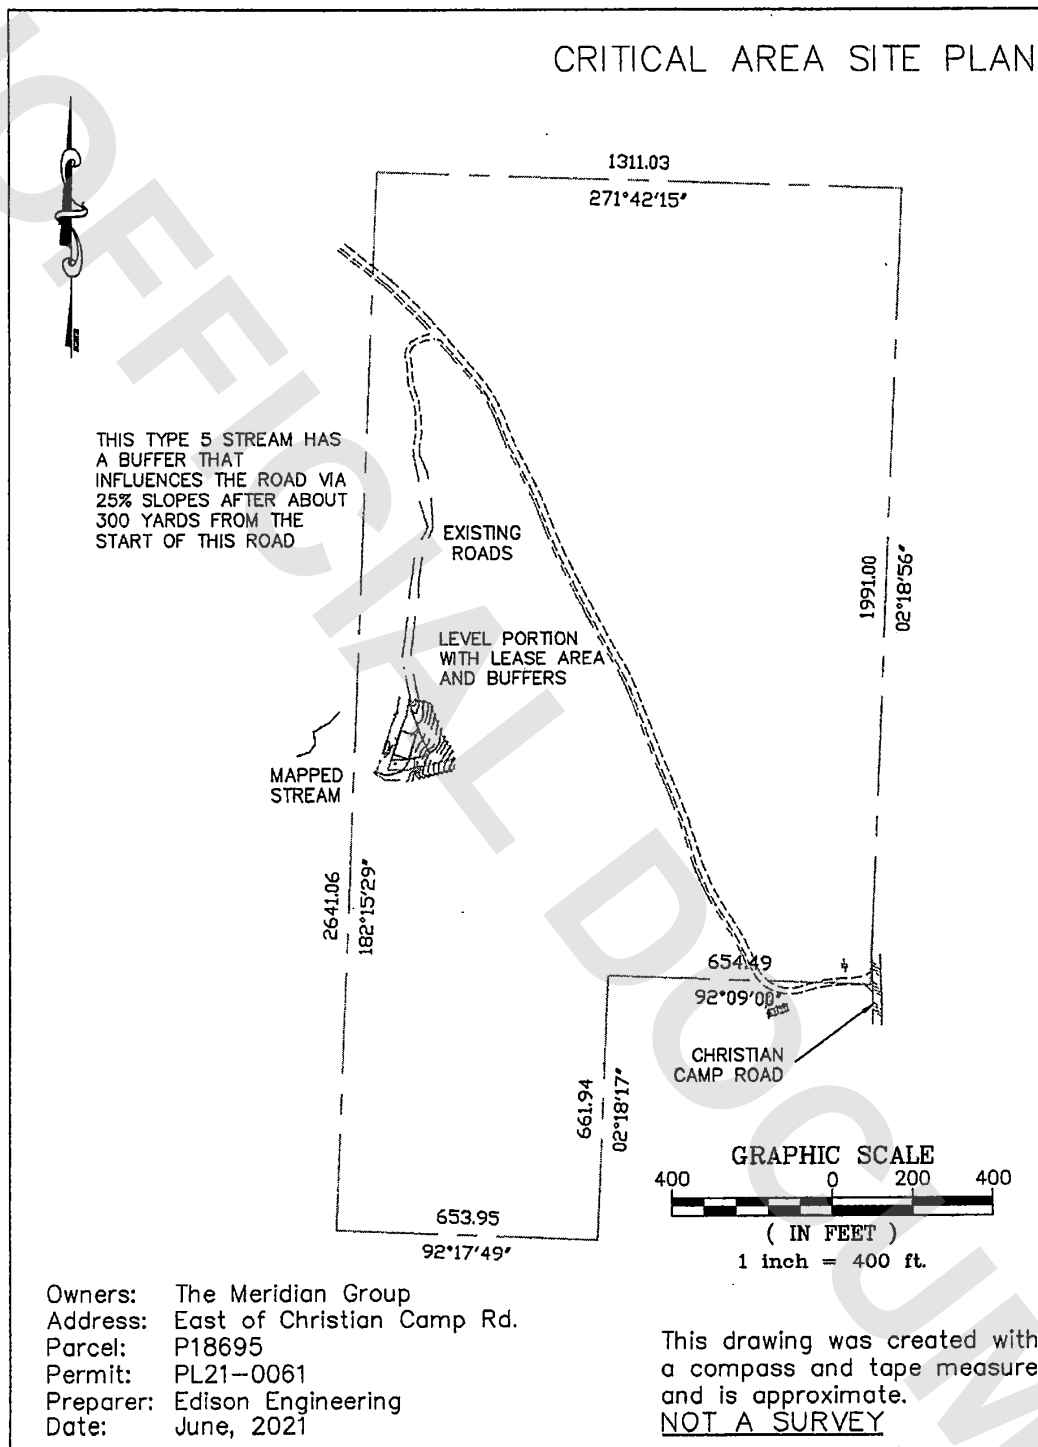 CRITICAL AREA SITE PLAN
1311.03
271°42'15"
THIS TYPE 5 STREAM HAS
A BUFFER THAT
INFLUENCES THE ROAD VIA
25% SLOPES AFTER ABOUT
300 YARDS FROM THE
START OF THIS ROAD
EXISTING
ROADS
1991.00
02°18'56"
LEVEL PORTION
WITH LEASE AREA
AND BUFFERS
MAPPED
STREAM
2641.06
182°15'29"
654.49
92°09'00"
CHRISTIAN
CAMP ROAD
661.94
02°18'17"
653.95
92°17'49"
GRAPHIC SCALE
400 0 200 400
( IN FEET )
1 inch = 400 ft.
Owners: The Meridian Group
Address: East of Christian Camp Rd.
Parcel: P18695
Permit: PL21-0061
Preparer: Edison Engineering
Date: June, 2021
This drawing was created with
a compass and tape measure
and is approximate.
NOT A SURVEY
OFFICIAL DOCUM